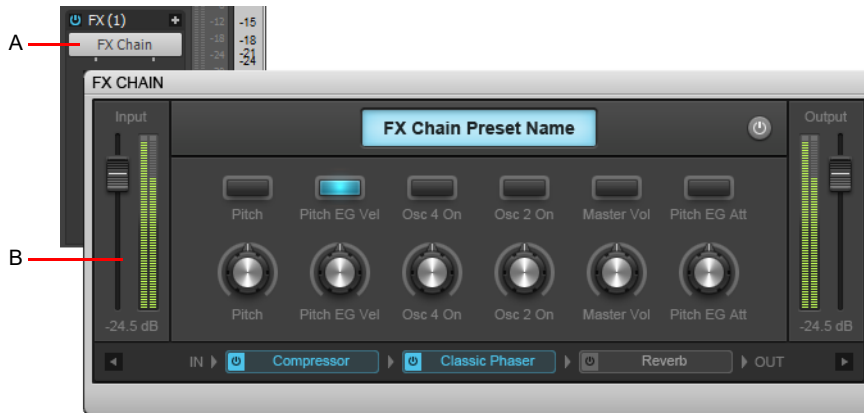 FX (1)
-12 -15
A
FX Chain
-18 -18
-24 -21
-24
FX CHAIN
Input
FX Chain Preset Name
Output
Pitch Pitch EG Vel Osc 4 On Osc 2 On Master Vol Pitch EG Att
B
Pitch Pitch EG Vel Osc 4 On Osc 2 On Master Vol Pitch EG Att
-24.5 dB -24.5 dB
IN Compressor Classic Phaser Reverb OUT